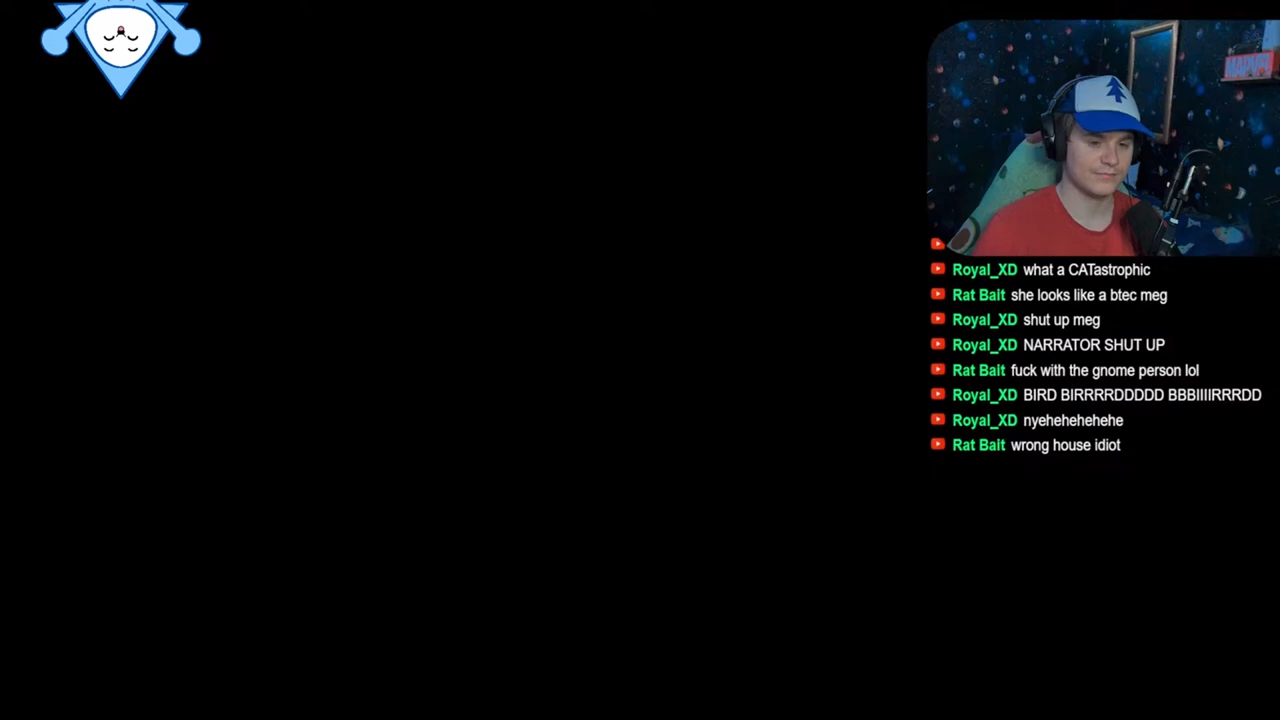 MARVEL
Royal_XD what a CATastrophic
Rat Bait she looks like a btec meg
Royal_XD shut up meg
Royal_XD NARRATOR SHUT UP
Rat Bait fuck with the gnome person lol
Royal_XD BIRD BIRRRRDDDDD BBBIIIIRRRDD
Royal_XD nyehehehehehe
Rat Bait wrong house idiot